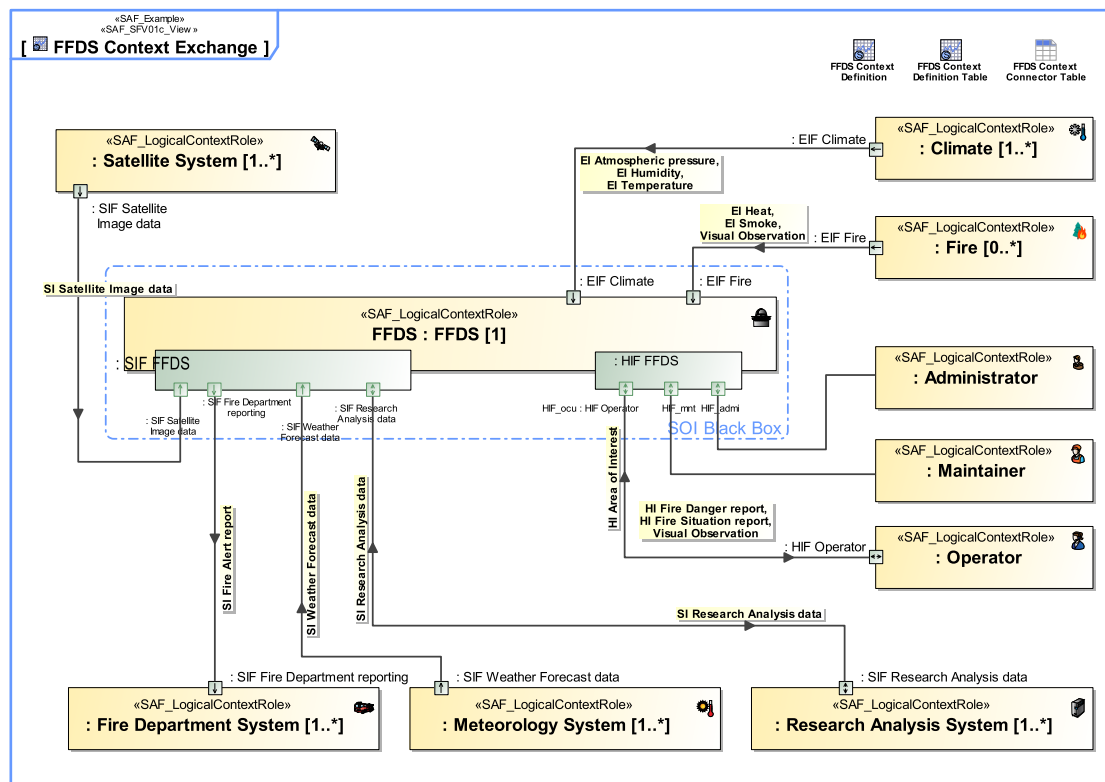 «SAF_Example»
«SAF_SFV01c_View»
[ FFDS Context Exchange ]
FFDS Context
Definition
FFDS Context
Definition Table
FFDS Context
Connector Table
«SAF_LogicalContextRole»
: Satellite System [1..*]
: SIF Satellite
Image data
SI Satellite Image data
«SAF_LogicalContextRole»
: Climate [1..*]
: EIF Climate
EI Atmospheric pressure,
EI Humidity,
EI Temperature
«SAF_LogicalContextRole»
: Fire [0..*]
: EIF Fire
EI Heat,
EI Smoke,
Visual Observation
: EIF Climate
: EIF Fire
«SAF_LogicalContextRole»
FFDS : FFDS [1]
: SIF FFDS
: HIF FFDS
: SIF Satellite
Image data
: SIF Fire Department
reporting
: SIF Weather
Forecast data
: SIF Research
Analysis data
HIF_ocu : HIF Operator
HIF_mnt
HIF_admi
SOI Black Box
«SAF_LogicalContextRole»
: Administrator
«SAF_LogicalContextRole»
: Maintainer
«SAF_LogicalContextRole»
: Operator
: HIF Operator
HI Area of Interest
HI Fire Danger report,
HI Fire Situation report,
Visual Observation
SI Fire Alert report
SI Weather Forecast data
SI Research Analysis data
SI Research Analysis data
: SIF Fire Department reporting
: SIF Weather Forecast data
: SIF Research Analysis data
«SAF_LogicalContextRole»
: Fire Department System [1..*]
«SAF_LogicalContextRole»
: Meteorology System [1..*]
«SAF_LogicalContextRole»
: Research Analysis System [1..*]